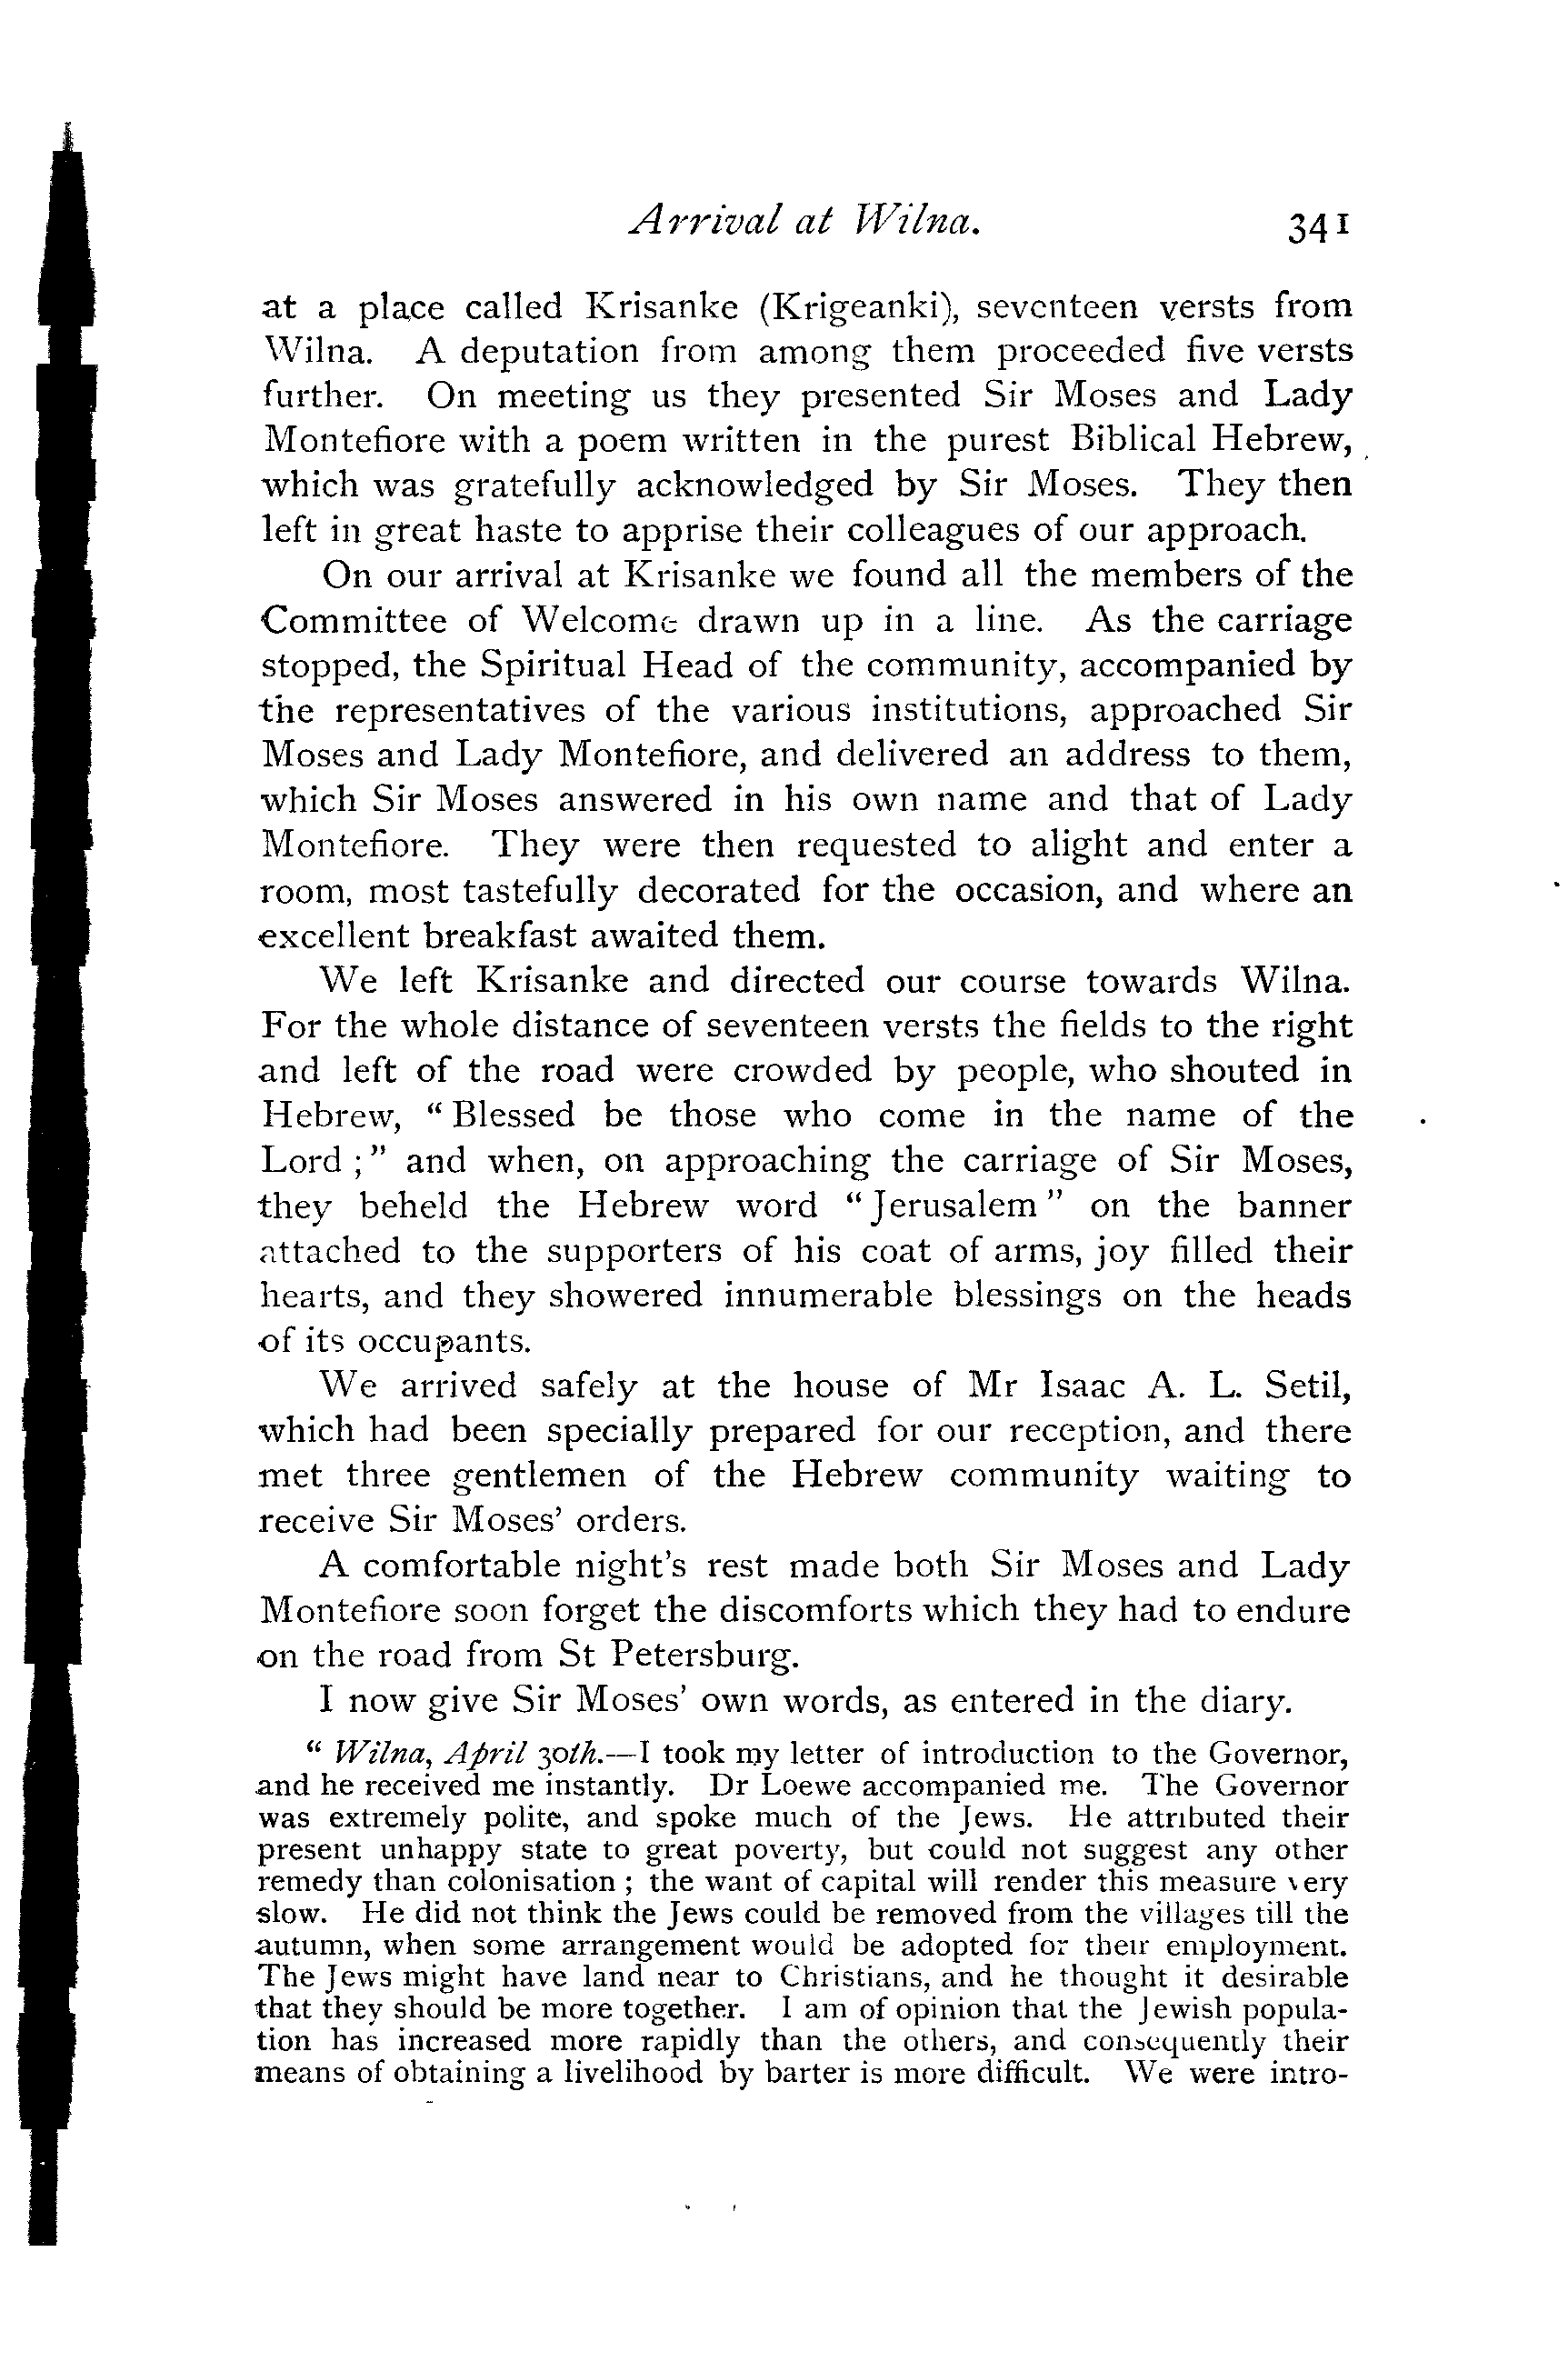 Arrival at Wilna. 341
at a place called Krisanke (Krigeanki), seventeen versts from
Wilna. A deputation from among them proceeded five versts
further. On meeting us they presented Sir Moses and Lady
Montefiore with a poem written in the purest Biblical Hebrew,
which was gratefully acknowledged by Sir Moses. They then
left in great haste to apprise their colleagues of our approach.
On our arrival at Krisanke we found all the members of the
Committee of Welcome drawn up in a line. As the carriage
stopped, the Spiritual Head of the community, accompanied by
the representatives of the various institutions, approached Sir
Moses and Lady Montefiore, and delivered an address to them,
which Sir Moses answered in his own name and that of Lady
Montefiore. They were then requested to alight and enter a
room, most tastefully decorated for the occasion, and where an
excellent breakfast awaited them.
We left Krisanke and directed our course towards Wilna.
For the whole distance of seventeen versts the fields to the right
and left of the road were crowded by people, who shouted in
Hebrew, “Blessed be those who come in the name of the
Lord ;” and when, on approaching the carriage of Sir Moses,
they beheld the Hebrew word “Jerusalem” on the banner
attached to the supporters of his coat of arms, joy filled their
hearts, and they showered innumerable blessings on the heads
of its occupants.
We arrived safely at the house of Mr Isaac A. L. Setil,
which had been specially prepared for our reception, and there
met three gentlemen of the Hebrew community waiting to
receive Sir Moses’ orders.
A comfortable night’s rest made both Sir Moses and Lady
Montefiore soon forget the discomforts which they had to endure
on the road from St Petersburg.
I now give Sir Moses’ own words, as entered in the diary.
“ Wilna, April 30th.—I took my letter of introduction to the Governor,
and he received me instantly. Dr Loewe accompanied me. The Governor
was extremely polite, and spoke much of the Jews. He attributed their
present unhappy state to great poverty, but could not suggest any other
remedy than colonisation ; the want of capital will render this measure very
slow. He did not think the Jews could be removed from the villages till the
autumn, when some arrangement would be adopted for their employment.
The Jews might have land near to Christians, and he thought it desirable
that they should be more together. I am of opinion that the Jewish popula-
tion has increased more rapidly than the others, and consequently their
means of obtaining a livelihood by barter is more difficult. We were intro-